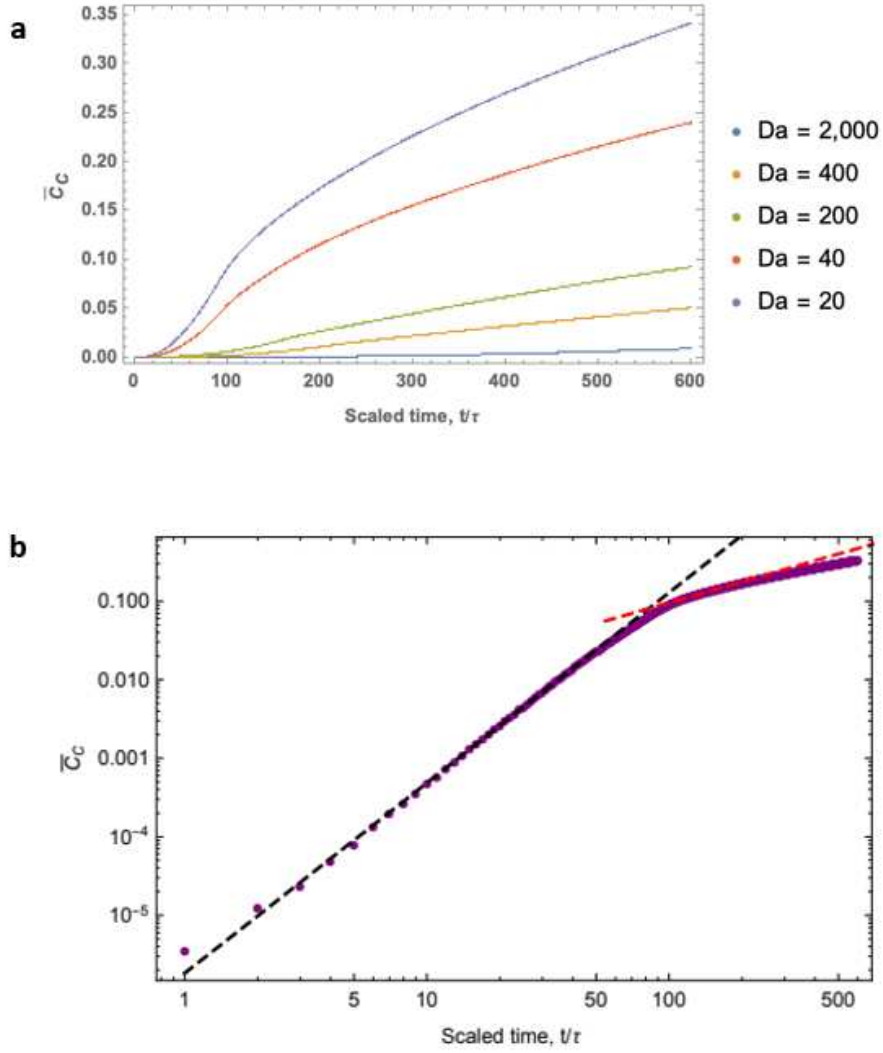 a
0.35
0.30
0.25
0.20
0.15
0.10
0.05
0.00
C̅C
0 100 200 300 400 500 600
Scaled time, t/τ
Da = 2,000
Da = 400
Da = 200
Da = 40
Da = 20
b
0.100
0.010
0.001
10⁻⁴
10⁻⁵
C̅C
1 5 10 50 100 500
Scaled time, t/τ